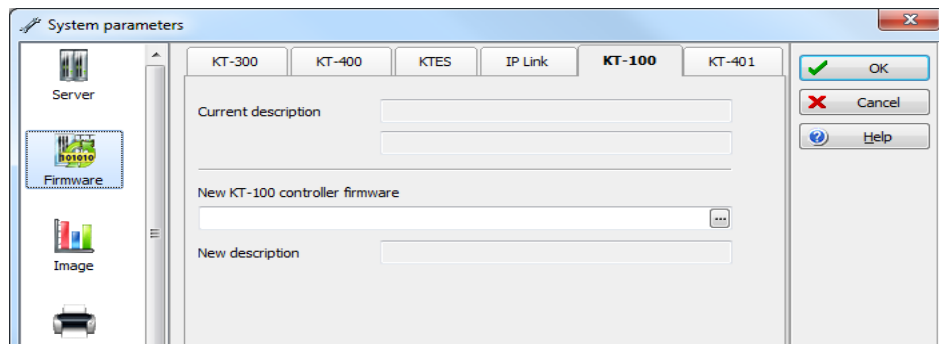 System parameters
Server
Firmware
Image
KT-300 KT-400 KTES IP Link KT-100 KT-401
Current description
New KT-100 controller firmware
...
New description
OK
Cancel
Help